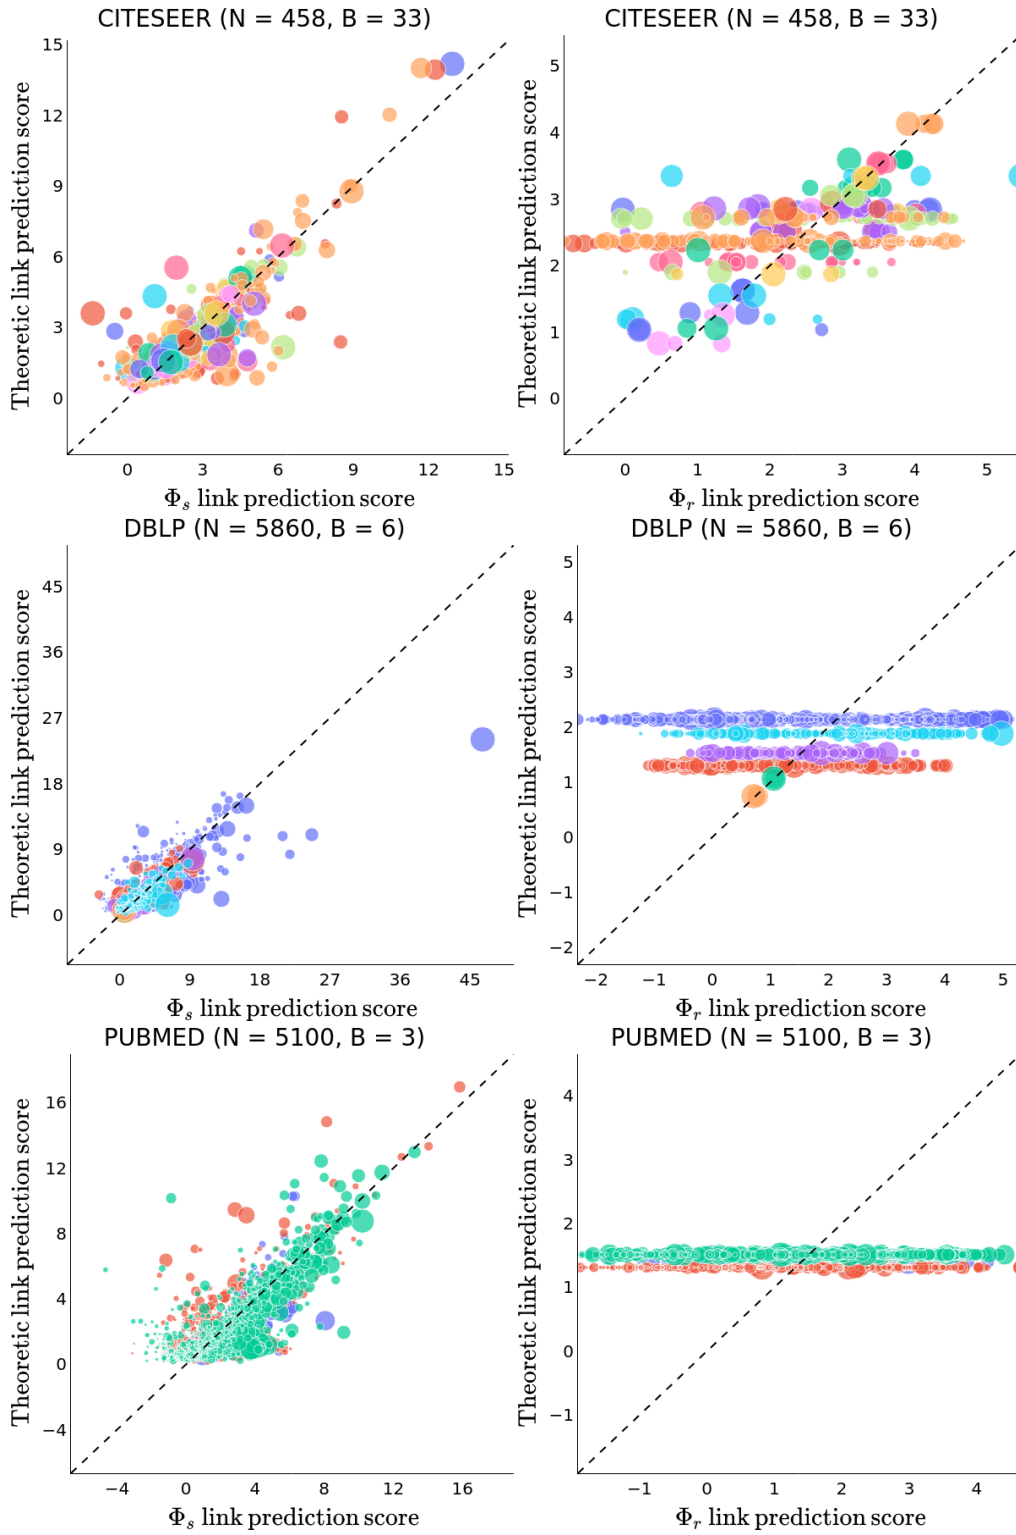 CITESEER (N = 458, B = 33)
CITESEER (N = 458, B = 33)
Theoretic link prediction score
15
12
9
6
3
0
0 3 6 9 12 15
Φs link prediction score
Theoretic link prediction score
5
4
3
2
1
0
0 1 2 3 4 5
Φr link prediction score
DBLP (N = 5860, B = 6)
DBLP (N = 5860, B = 6)
Theoretic link prediction score
45
36
27
18
9
0
0 9 18 27 36 45
Φs link prediction score
Theoretic link prediction score
5
4
3
2
1
0
−1
−2
−2 −1 0 1 2 3 4 5
Φr link prediction score
PUBMED (N = 5100, B = 3)
PUBMED (N = 5100, B = 3)
Theoretic link prediction score
16
12
8
4
0
−4
−4 0 4 8 12 16
Φs link prediction score
Theoretic link prediction score
4
3
2
1
0
−1
−1 0 1 2 3 4
Φr link prediction score